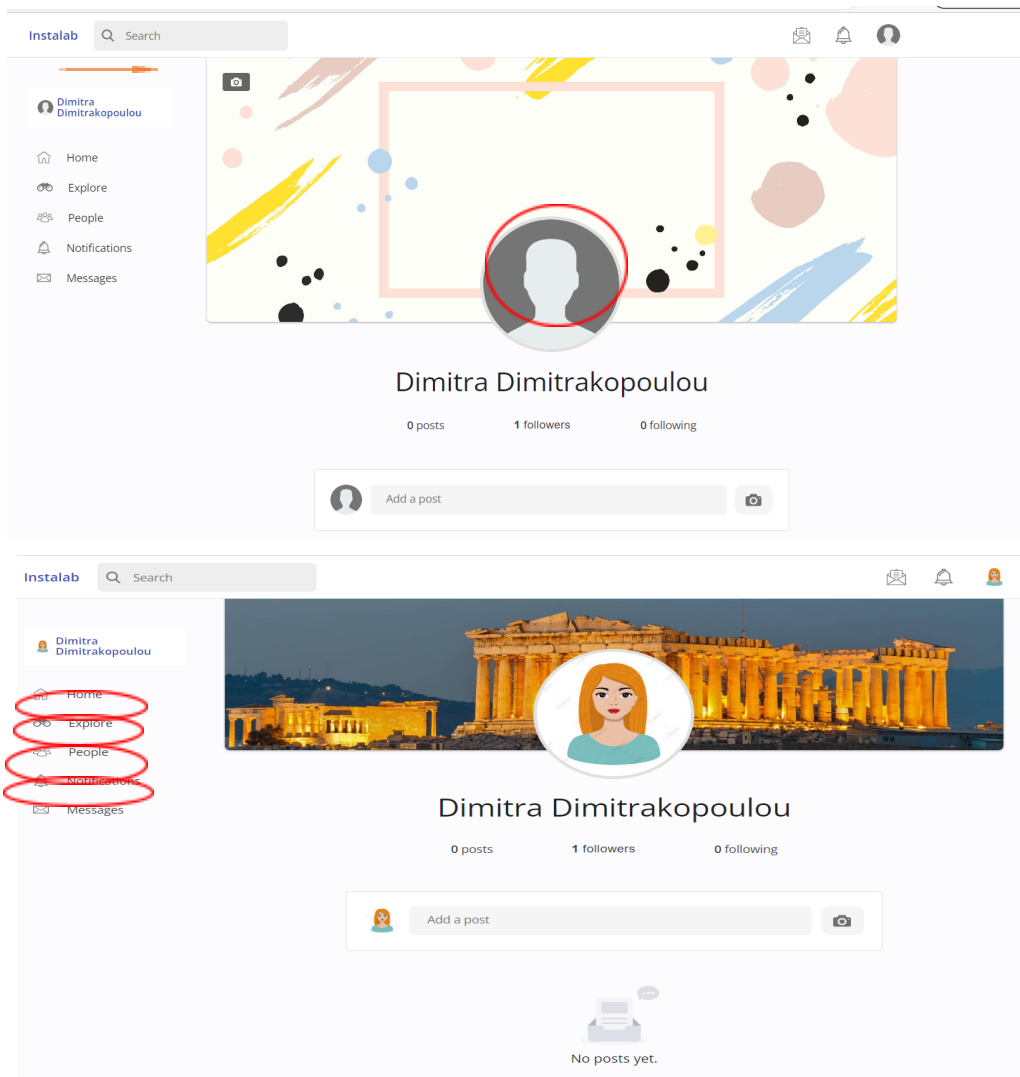 Instalab
Search
Dimitra
Dimitrakopoulou
Home
Explore
People
Notifications
Messages
Dimitra Dimitrakopoulou
0 posts 1 followers 0 following
Add a post
Instalab
Search
Dimitra
Dimitrakopoulou
Home
Explore
People
Notifications
Messages
Dimitra Dimitrakopoulou
0 posts 1 followers 0 following
Add a post
No posts yet.